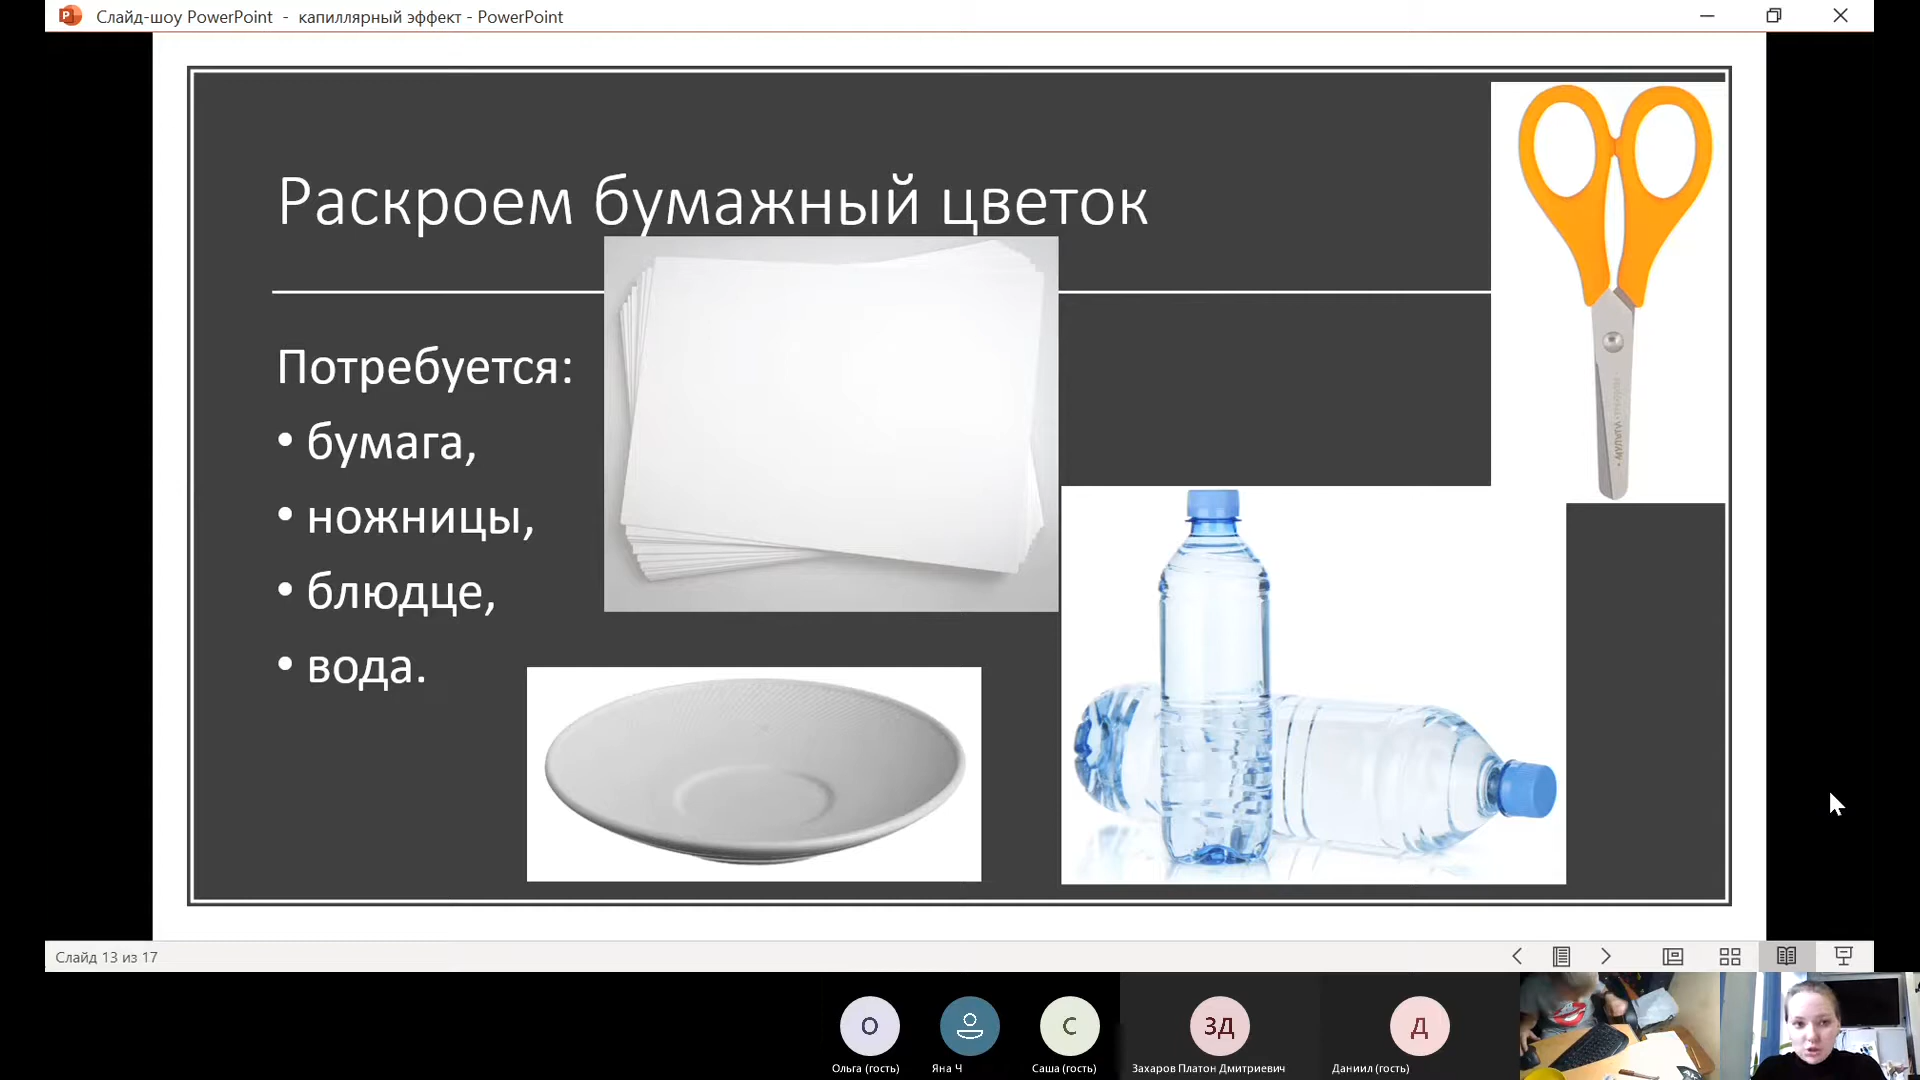 Слайд-шоу PowerPoint - капиллярный эффект - PowerPoint
Раскроем бумажный цветок
Потребуется:
• бумага,
• ножницы,
• блюдце,
• вода.
Слайд 13 из 17
О
С
ЗД
Д
Ольга (гость)
Яна Ч
Саша (гость)
Захаров Платон Дмитриевич
Даниил (гость)